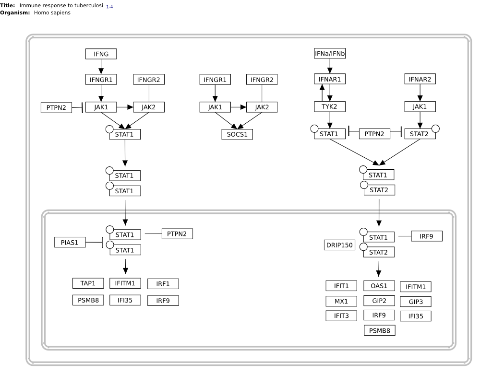 Title: Immune response to tuberculosi
Organism: Homo sapiens
IFNG
IFNa/IFNb
IFNGR1 IFNGR2 IFNGR1 IFNGR2 IFNAR1 IFNAR2
PTPN2 JAK1 JAK2 JAK1 JAK2 TYK2 JAK1
STAT1 SOCS1 STAT1 PTPN2 STAT2
STAT1 STAT1
STAT1 STAT2
STAT1 PTPN2 STAT1 IRF9
PIAS1 DRIP150
STAT1 STAT2
TAP1 IFITM1 IRF1 IFIT1 OAS1 IFITM1
PSMB8 IFI35 IRF9 MX1 GIP2 GIP3
IFIT3 IRF9 IFI35
PSMB8